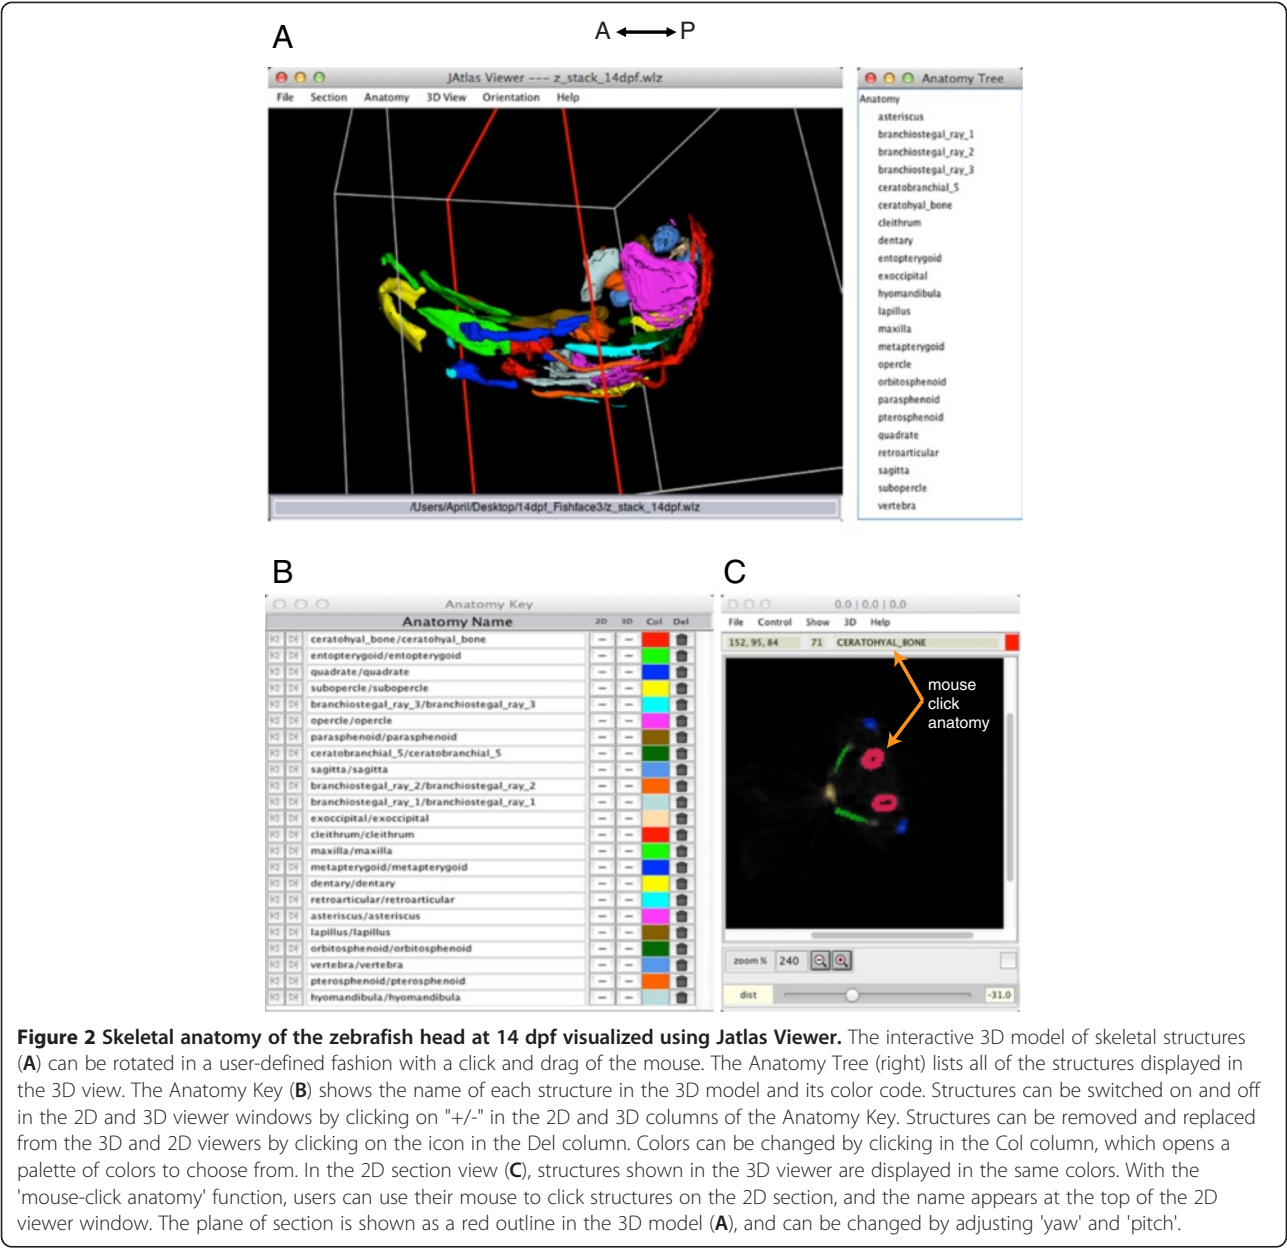 A
A P
JAtlas Viewer --- z_stack_14dpf.wlz
File Section Anatomy 3D View Orientation Help
/Users/April/Desktop/14dpf_Fishface3/z_stack_14dpf.wlz
Anatomy Tree
Anatomy
asteriscus
branchiostegal_ray_1
branchiostegal_ray_2
branchiostegal_ray_3
ceratobranchial_5
ceratohyal_bone
cleithrum
dentary
entopterygoid
exoccipital
hyomandibula
lapillus
maxilla
metapterygoid
opercle
orbitosphenoid
parasphenoid
pterosphenoid
quadrate
retroarticular
sagitta
subopercle
vertebra
B
Anatomy Key
Anatomy Name 2D 3D Col Del
ceratohyal_bone/ceratohyal_bone
entopterygoid/entopterygoid
quadrate/quadrate
subopercle/subopercle
branchiostegal_ray_3/branchiostegal_ray_3
opercle/opercle
parasphenoid/parasphenoid
ceratobranchial_5/ceratobranchial_5
sagitta/sagitta
branchiostegal_ray_2/branchiostegal_ray_2
branchiostegal_ray_1/branchiostegal_ray_1
exoccipital/exoccipital
cleithrum/cleithrum
maxilla/maxilla
metapterygoid/metapterygoid
dentary/dentary
retroarticular/retroarticular
asteriscus/asteriscus
lapillus/lapillus
orbitosphenoid/orbitosphenoid
vertebra/vertebra
pterosphenoid/pterosphenoid
hyomandibula/hyomandibula
C
0.0 | 0.0 | 0.0
File Control Show 3D Help
152, 95, 84 71 CERATOHYAL_BONE
mouse
click
anatomy
zoom % 240
dist -31.0
Figure 2 Skeletal anatomy of the zebrafish head at 14 dpf visualized using Jatlas Viewer. The interactive 3D model of skeletal structures
(A) can be rotated in a user-defined fashion with a click and drag of the mouse. The Anatomy Tree (right) lists all of the structures displayed in
the 3D view. The Anatomy Key (B) shows the name of each structure in the 3D model and its color code. Structures can be switched on and off
in the 2D and 3D viewer windows by clicking on "+/-" in the 2D and 3D columns of the Anatomy Key. Structures can be removed and replaced
from the 3D and 2D viewers by clicking on the icon in the Del column. Colors can be changed by clicking in the Col column, which opens a
palette of colors to choose from. In the 2D section view (C), structures shown in the 3D viewer are displayed in the same colors. With the
'mouse-click anatomy' function, users can use their mouse to click structures on the 2D section, and the name appears at the top of the 2D
viewer window. The plane of section is shown as a red outline in the 3D model (A), and can be changed by adjusting 'yaw' and 'pitch'.